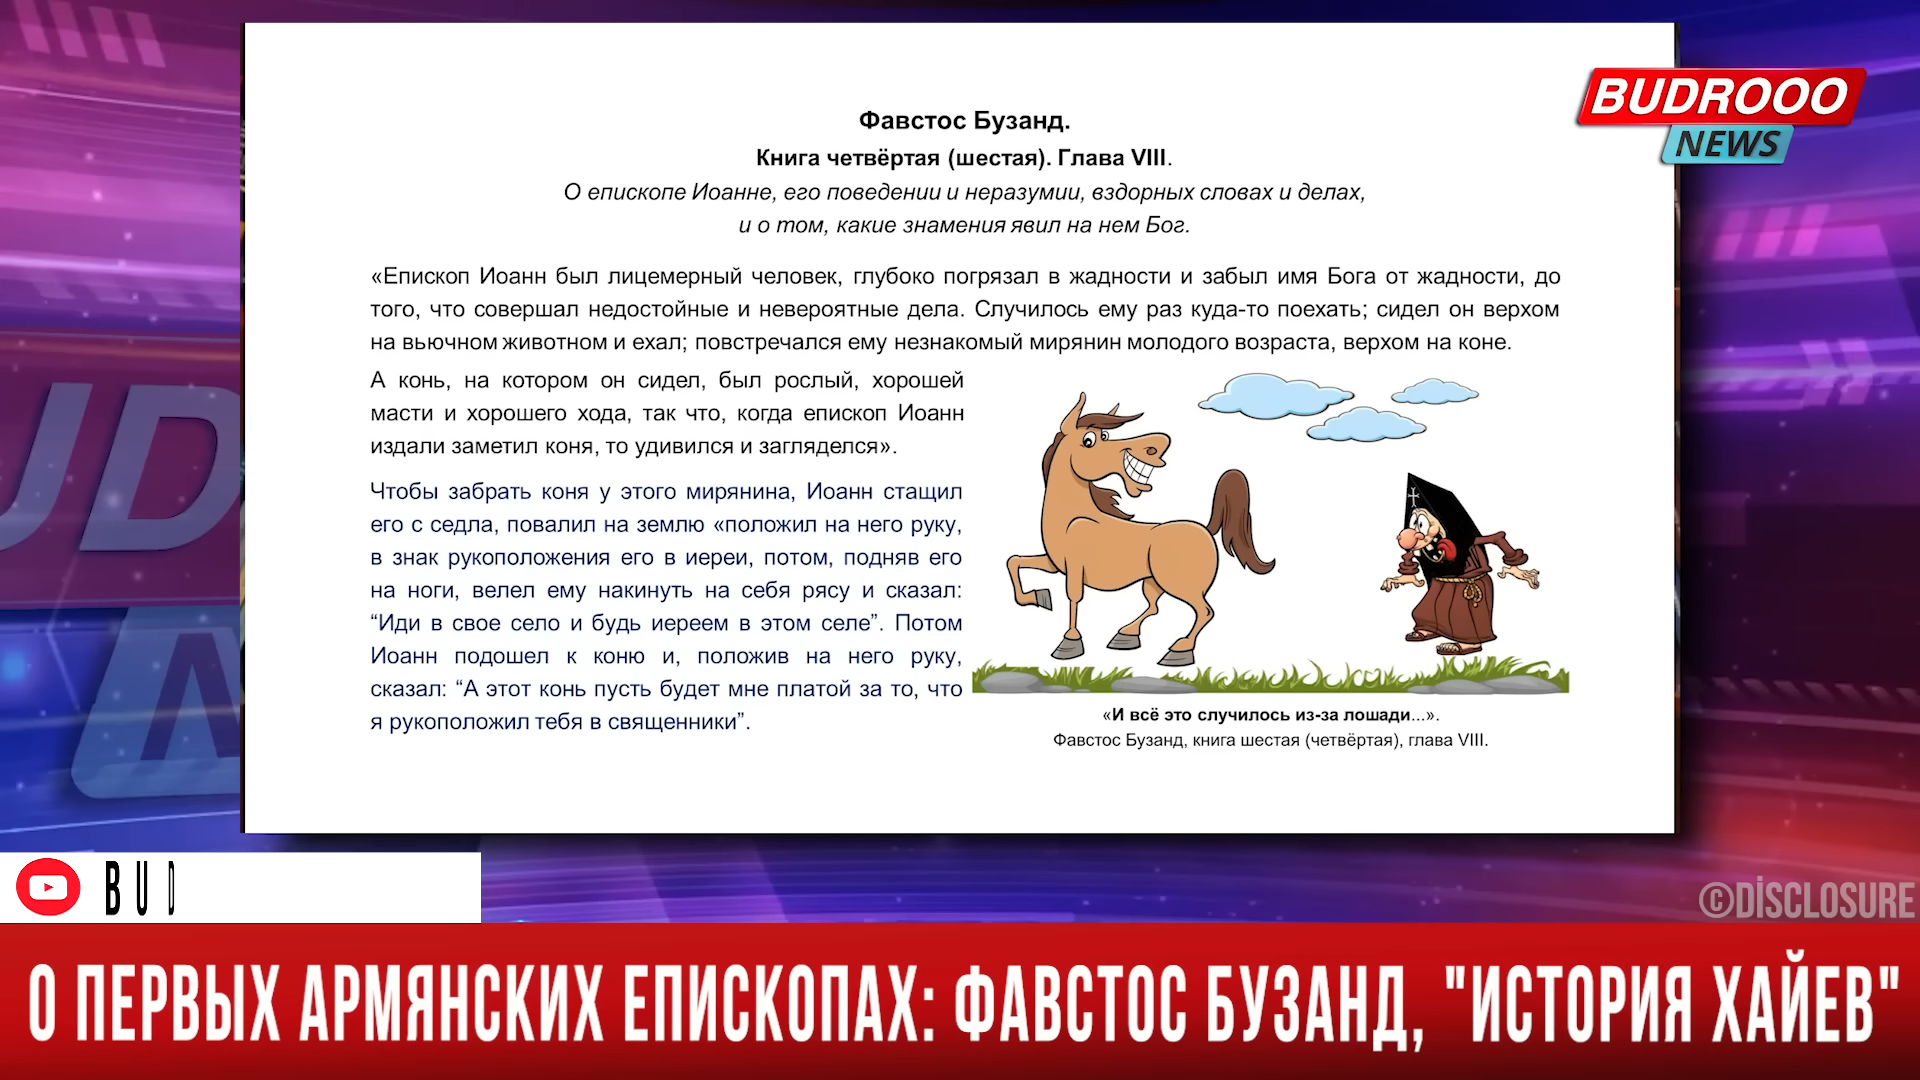 Фавстос Бузанд.
Книга четвёртая (шестая). Глава VIII.
О епископе Иоанне, его поведении и неразумии, вздорных словах и делах,
и о том, какие знамения явил на нем Бог.
«Епископ Иоанн был лицемерный человек, глубоко погрязал в жадности и забыл имя Бога от жадности, до
того, что совершал недостойные и невероятные дела. Случилось ему раз куда-то поехать; сидел он верхом
на вьючном животном и ехал; повстречался ему незнакомый мирянин молодого возраста, верхом на коне.
А конь, на котором он сидел, был рослый, хорошей
масти и хорошего хода, так что, когда епископ Иоанн
издали заметил коня, то удивился и загляделся».
Чтобы забрать коня у этого мирянина, Иоанн стащил
его с седла, повалил на землю «положил на него руку,
в знак рукоположения его в иереи, потом, подняв его
на ноги, велел ему накинуть на себя рясу и сказал:
“Иди в свое село и будь иереем в этом селе”. Потом
Иоанн подошел к коню и, положив на него руку,
сказал: “А этот конь пусть будет мне платой за то, что
я рукоположил тебя в священники”.
«И всё это случилось из-за лошади...».
Фавстос Бузанд, книга шестая (четвёртая), глава VIII.
BUDROOO
NEWS
UD
N
BUD
©DİSCLOSURE
О ПЕРВЫХ АРМЯНСКИХ ЕПИСКОПАХ: ФАВСТОС БУЗАНД, "ИСТОРИЯ ХАЙЕВ"